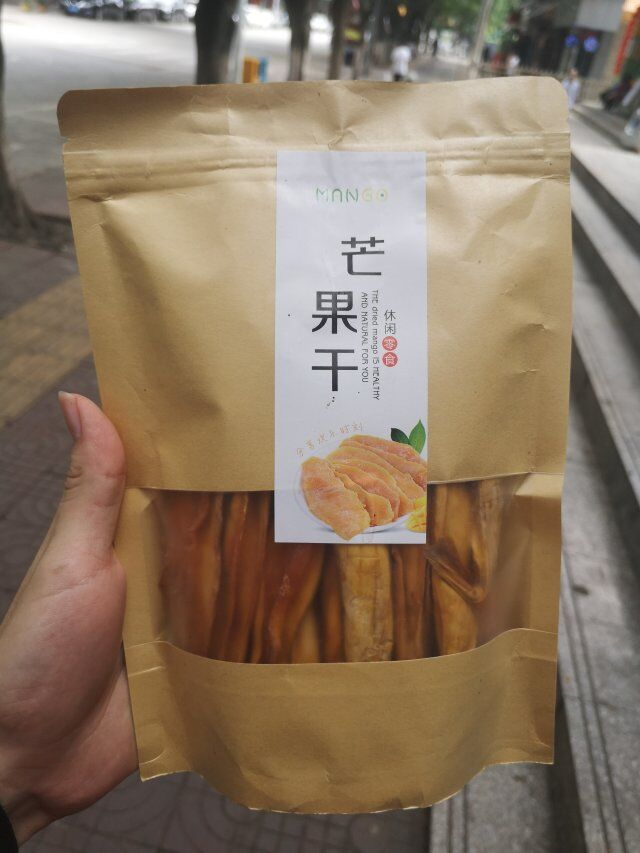 MANGO
芒果干
休闲零食
THE dried mango IS HEALTHY
AND NATURAL FOR YOU